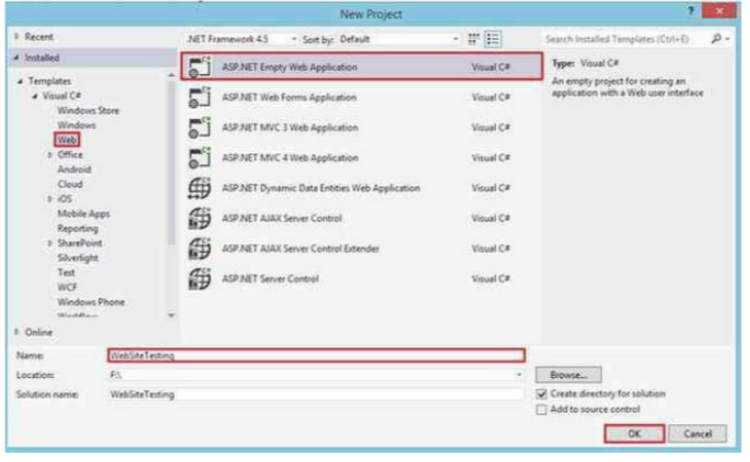 New Project
? ×
Recent
.NET Framework 4.5 Sort by: Default
Search Installed Templates (Ctrl+E)
Installed
Templates
Visual C#
Windows Store
Windows
Web
Office
Android
Cloud
iOS
Mobile Apps
Reporting
SharePoint
Silverlight
Test
WCF
Windows Phone
Workflow
Online
ASP.NET Empty Web Application Visual C#
ASP.NET Web Forms Application Visual C#
ASP.NET MVC 3 Web Application Visual C#
ASP.NET MVC 4 Web Application Visual C#
ASP.NET Dynamic Data Entities Web Application Visual C#
ASP.NET AJAX Server Control Visual C#
ASP.NET AJAX Server Control Extender Visual C#
ASP.NET Server Control Visual C#
Type: Visual C#
An empty project for creating an
application with a Web user interface
Name: WebSiteTesting
Location: F:\
Browse...
Solution name: WebSiteTesting
Create directory for solution
Add to source control
OK Cancel